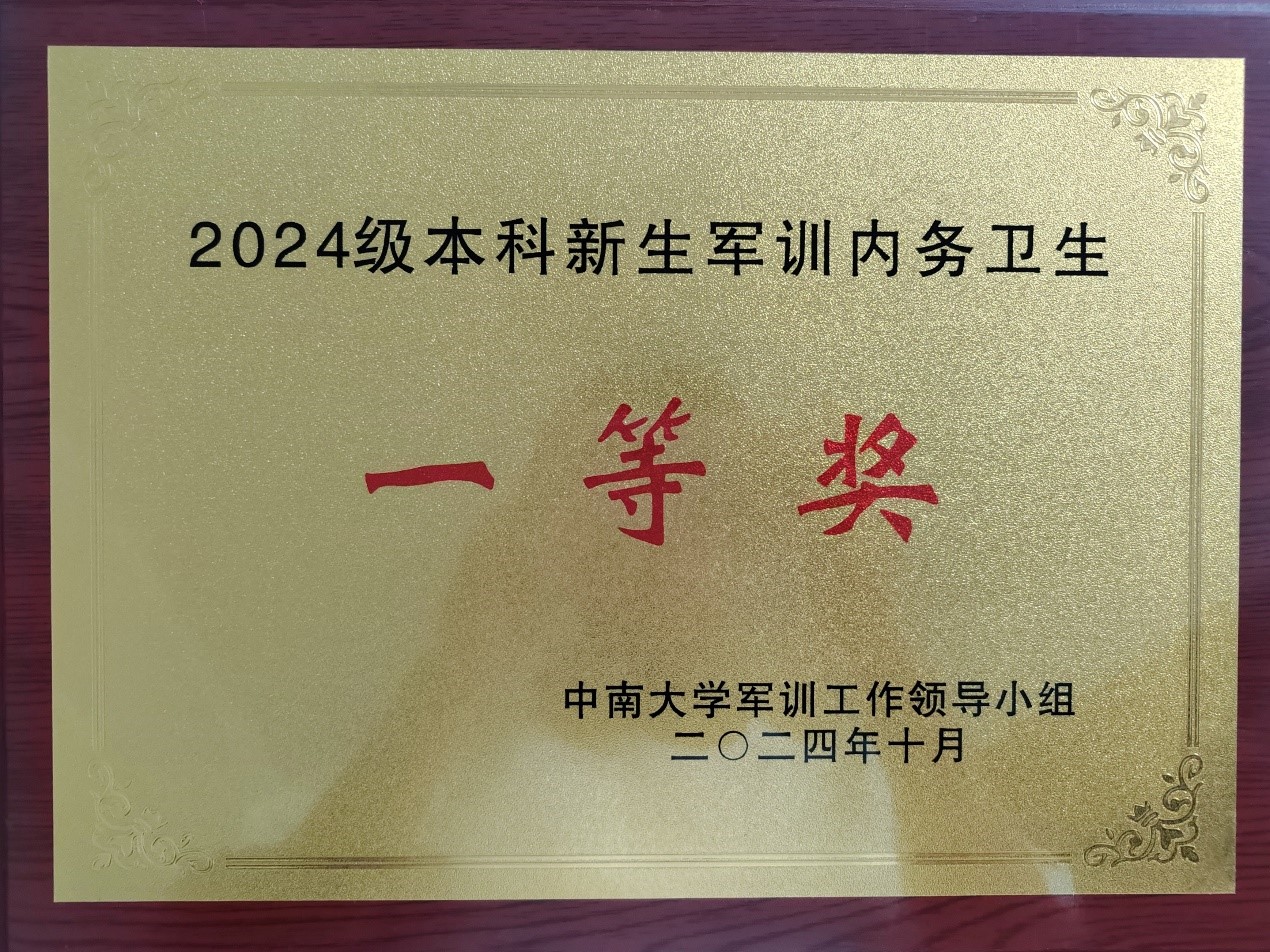 2024级本科新生军训内务卫生
一等奖
中南大学军训工作领导小组
二〇二四年十月